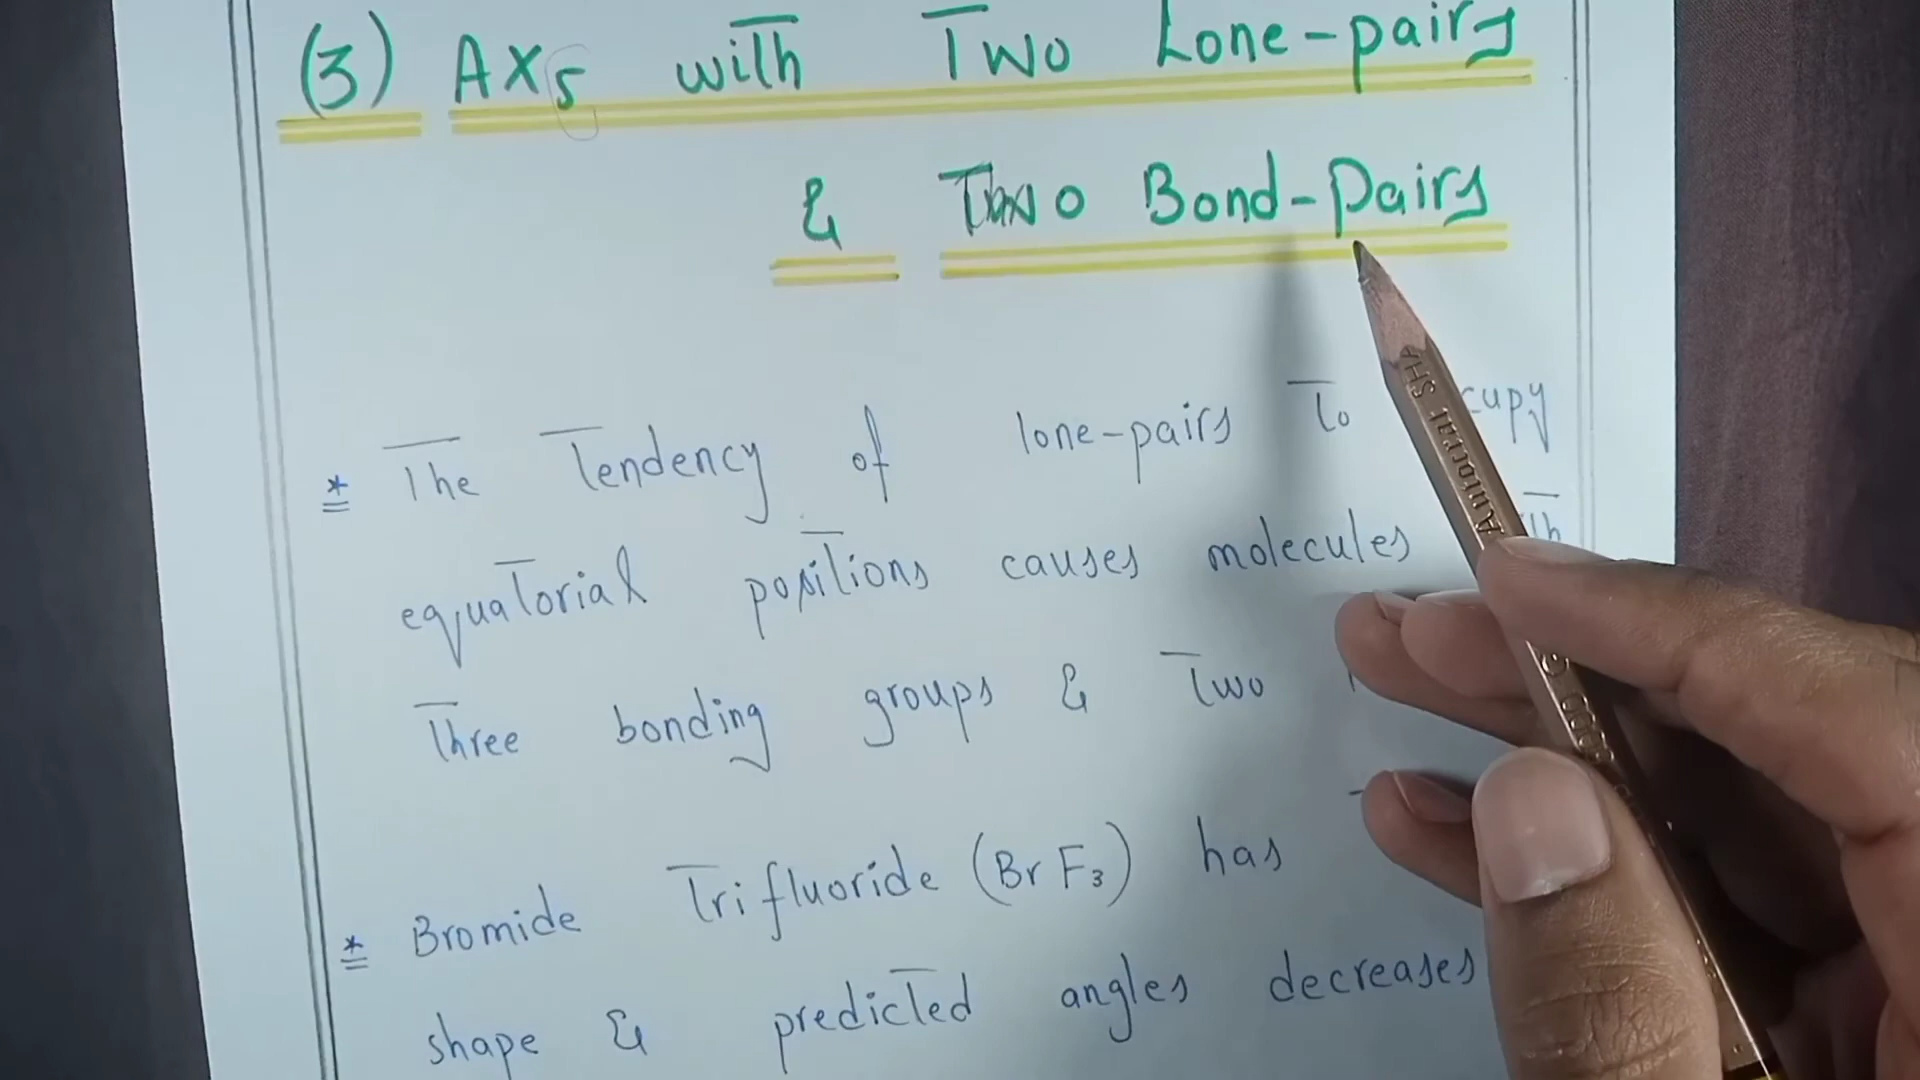 (3) AX5 with Two Lone-pairs
& Two Bond-Pairs
* The Tendency of lone-pairs To
equatorial positions causes molecules
Three bonding groups & Two
* Bromide Trifluoride (BrF₃) has
shape & predicted angles decreases